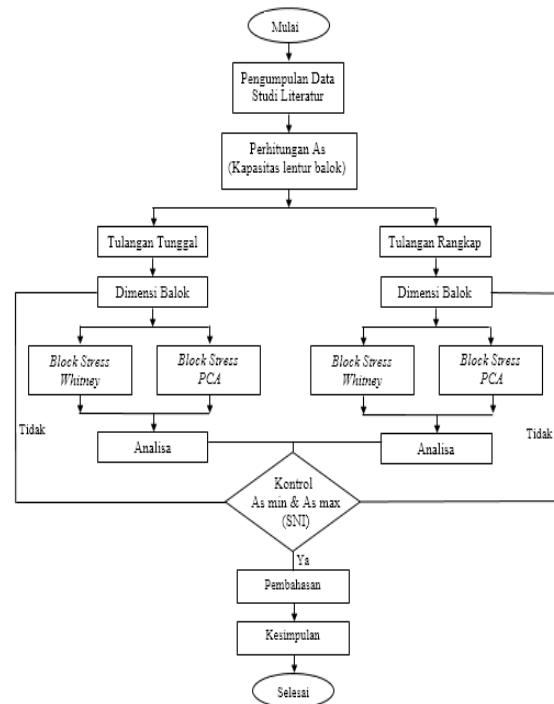 Mulai
Pengumpulan Data
Studi Literatur
Perhitungan As
(Kapasitas lentur balok)
Tulangan Tunggal
Tulangan Rangkap
Dimensi Balok
Dimensi Balok
Block Stress
Whitney
Block Stress
PCA
Block Stress
Whitney
Block Stress
PCA
Tidak
Tidak
Analisa
Analisa
Kontrol
As min & As max
(SNI)
Ya
Pembahasan
Kesimpulan
Selesai